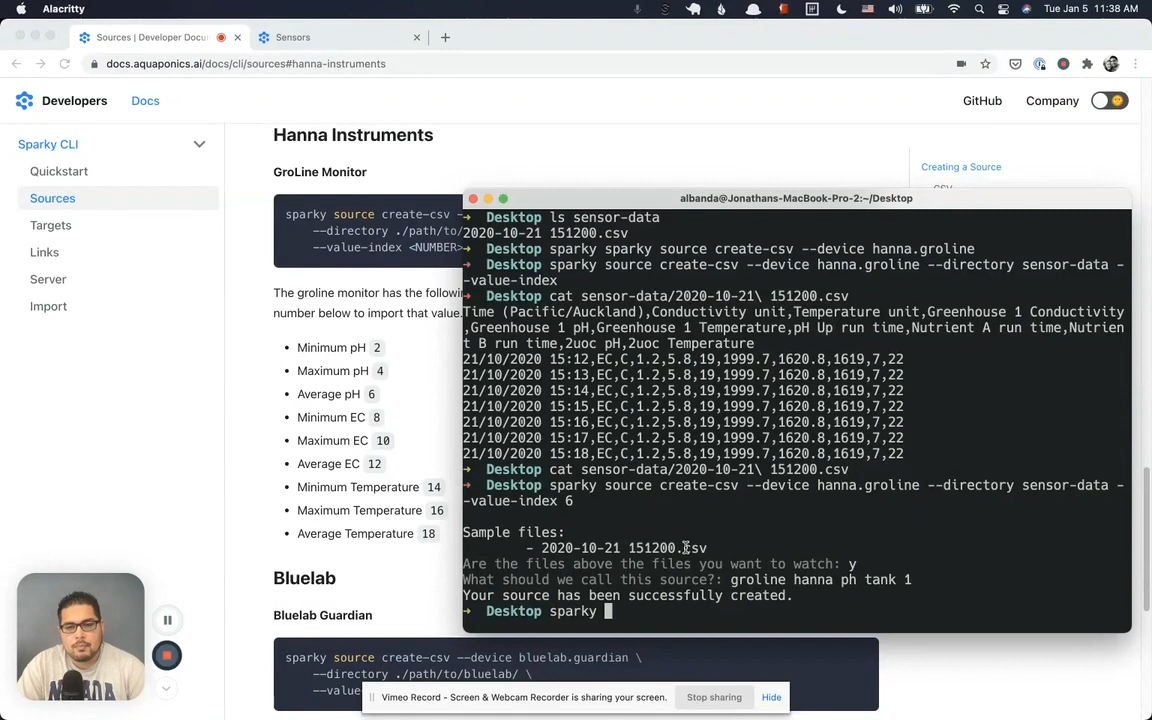 Alacritty
Tue Jan 5 11:38 AM
Sources | Developer Docu
Sensors
docs.aquaponics.ai/docs/cli/sources#hanna-instruments
Developers Docs
GitHub Company
Sparky CLI
Quickstart
Sources
Targets
Links
Server
Import
Hanna Instruments
GroLine Monitor
sparky source create-csv -
--directory ./path/to/
--value-index <NUMBER>
The groline monitor has the followi
number below to import that value.
Minimum pH 2
Maximum pH 4
Average pH 6
Minimum EC 8
Maximum EC 10
Average EC 12
Minimum Temperature 14
Maximum Temperature 16
Average Temperature 18
Bluelab
Bluelab Guardian
sparky source create-csv --device bluelab.guardian \
--directory ./path/to/bluelab/ \
--value
Creating a Source
albanda@Jonathans-MacBook-Pro-2:~/Desktop
→ Desktop ls sensor-data
2020-10-21 151200.csv
→ Desktop sparky sparky source create-csv --device hanna.groline
→ Desktop sparky source create-csv --device hanna.groline --directory sensor-data -
-value-index
→ Desktop cat sensor-data/2020-10-21\ 151200.csv
Time (Pacific/Auckland),Conductivity unit,Temperature unit,Greenhouse 1 Conductivity
,Greenhouse 1 pH,Greenhouse 1 Temperature,pH Up run time,Nutrient A run time,Nutrien
t B run time,2uoc pH,2uoc Temperature
21/10/2020 15:12,EC,C,1.2,5.8,19,1999.7,1620.8,1619,7,22
21/10/2020 15:13,EC,C,1.2,5.8,19,1999.7,1620.8,1619,7,22
21/10/2020 15:14,EC,C,1.2,5.8,19,1999.7,1620.8,1619,7,22
21/10/2020 15:15,EC,C,1.2,5.8,19,1999.7,1620.8,1619,7,22
21/10/2020 15:16,EC,C,1.2,5.8,19,1999.7,1620.8,1619,7,22
21/10/2020 15:17,EC,C,1.2,5.8,19,1999.7,1620.8,1619,7,22
21/10/2020 15:18,EC,C,1.2,5.8,19,1999.7,1620.8,1619,7,22
→ Desktop cat sensor-data/2020-10-21\ 151200.csv
→ Desktop sparky source create-csv --device hanna.groline --directory sensor-data -
-value-index 6
Sample files:
- 2020-10-21 151200.csv
Are the files above the files you want to watch: y
What should we call this source?: groline hanna ph tank 1
Your source has been successfully created.
→ Desktop sparky
Vimeo Record - Screen & Webcam Recorder is sharing your screen.
Stop sharing
Hide